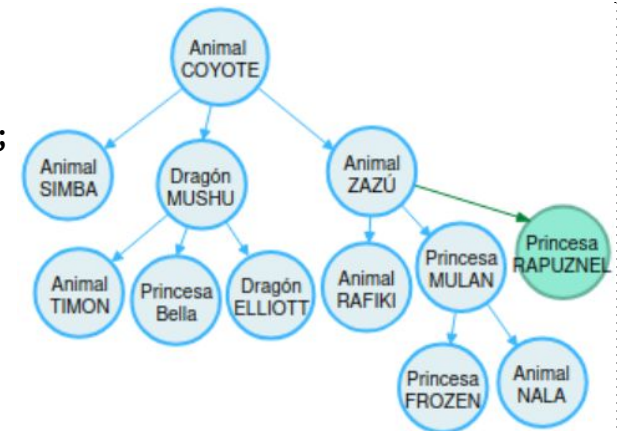 Animal
COYOTE
;
Animal
SIMBA
Dragón
MUSHU
Animal
ZAZÚ
Princesa
RAPUZNEL
Animal
TIMON
Princesa
Bella
Dragón
ELLIOTT
Animal
RAFIKI
Princesa
MULAN
Princesa
FROZEN
Animal
NALA